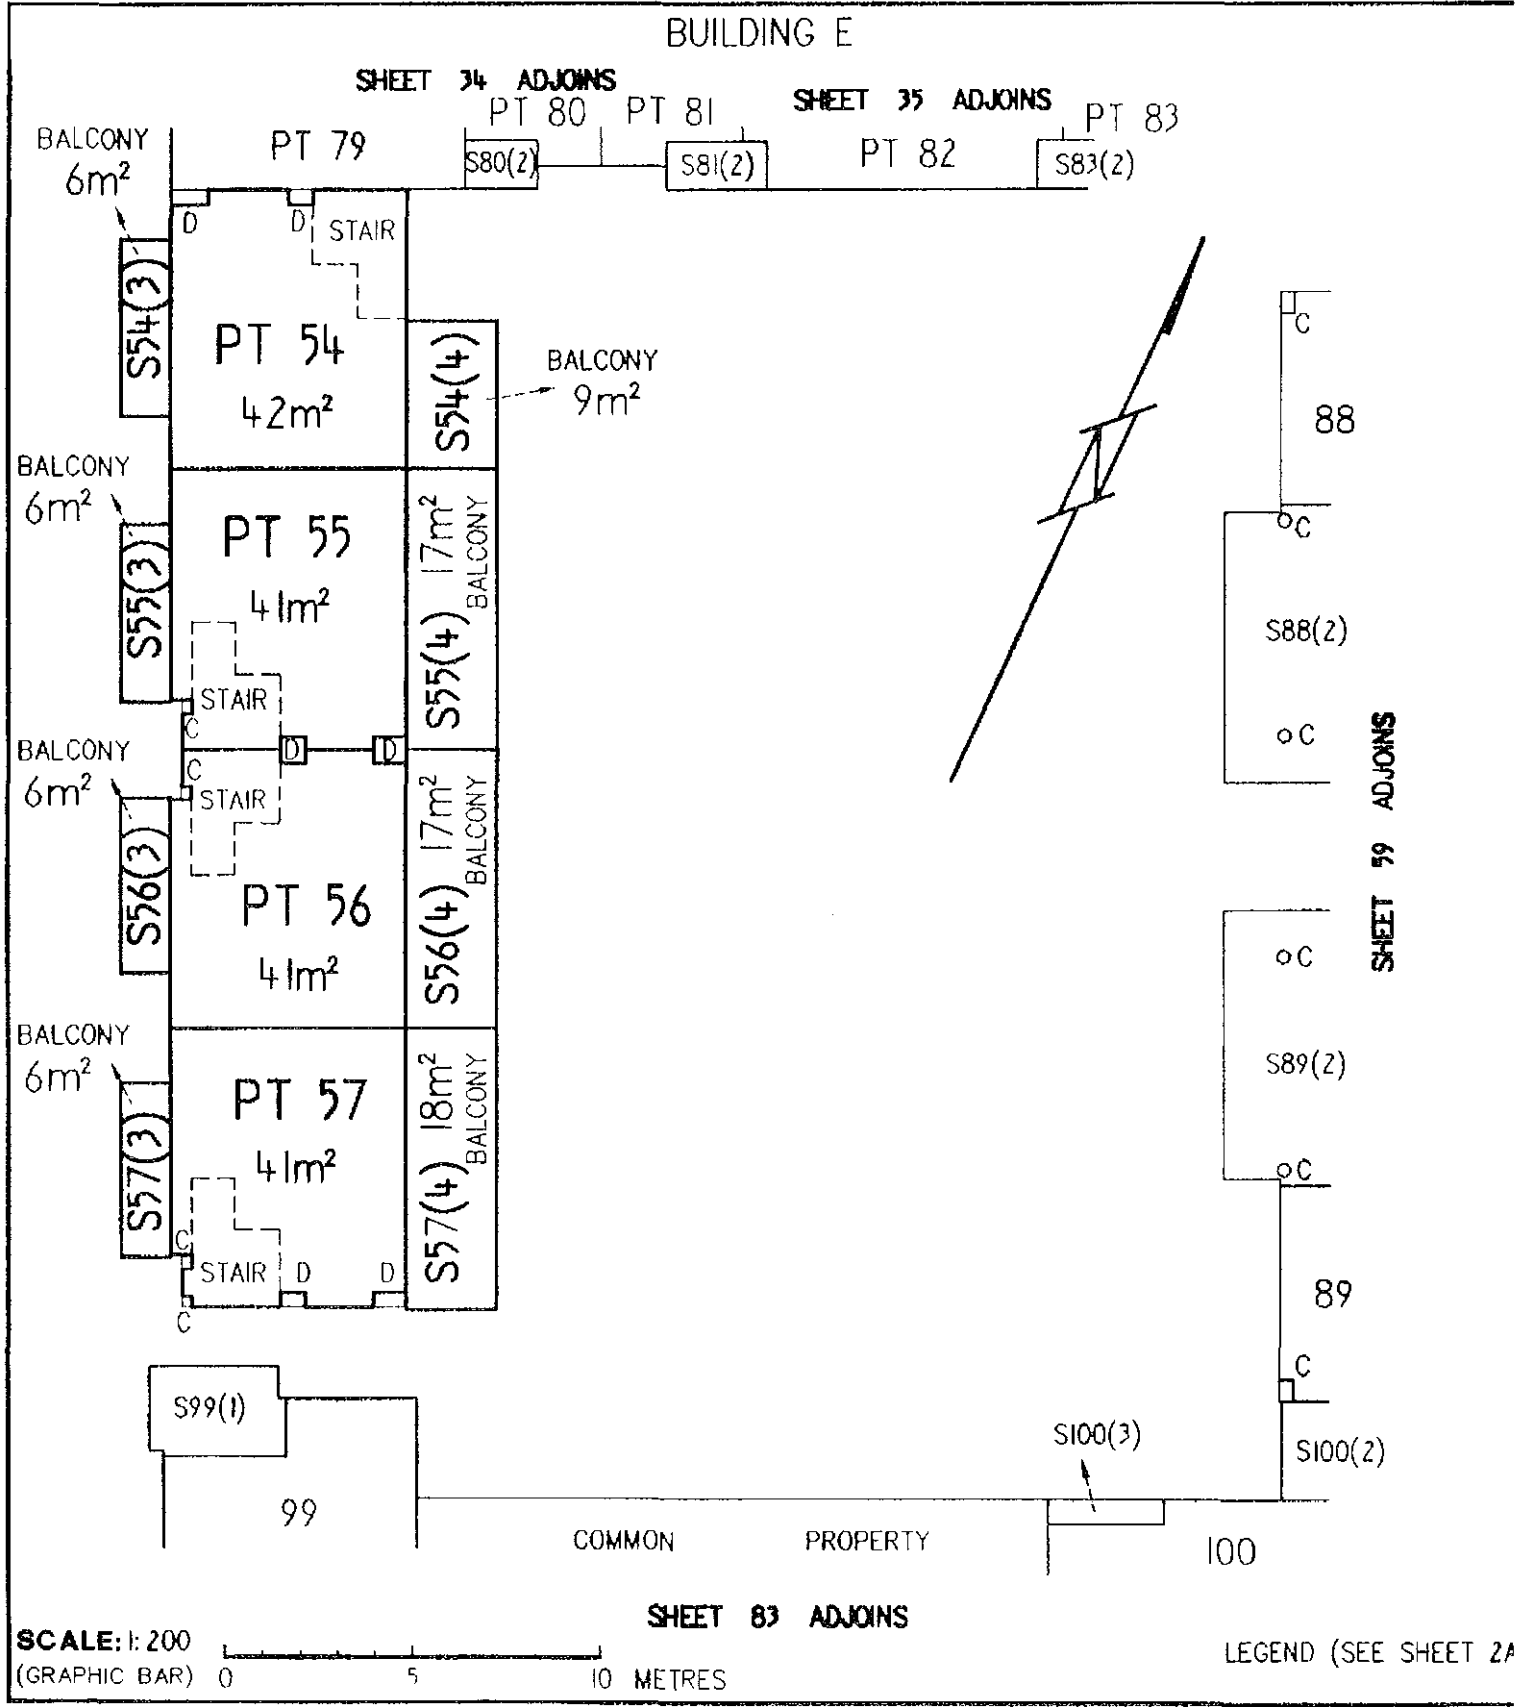 BUILDING E
SHEET 34 ADJOINS
SHEET 35 ADJOINS
PT 80
PT 81
PT 83
BALCONY
6m²
PT 79
S80(2)
S81(2)
PT 82
S83(2)
D
D
STAIR
S54(3)
PT 54
42m²
S54(4)
BALCONY
9m²
C
88
BALCONY
6m²
S55(3)
PT 55
41m²
STAIR
C
D
D
S55(4) 17m²
BALCONY
C
S88(2)
C
SHEET 59 ADJOINS
BALCONY
6m²
C
STAIR
S56(3)
PT 56
41m²
S56(4) 17m²
BALCONY
C
S89(2)
C
BALCONY
6m²
S57(3)
PT 57
41m²
S57(4) 18m²
BALCONY
C
STAIR
D
D
C
89
C
S99(1)
99
S100(3)
S100(2)
COMMON PROPERTY
100
SHEET 83 ADJOINS
SCALE: 1:200
(GRAPHIC BAR) 0 5 10 METRES
LEGEND (SEE SHEET 2A